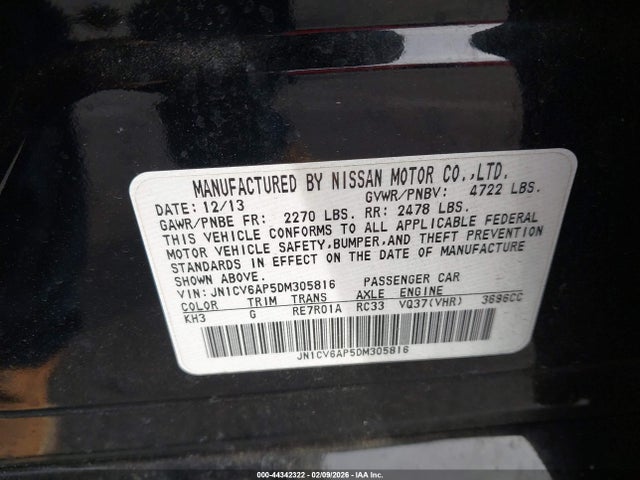 MANUFACTURED BY NISSAN MOTOR CO.,LTD.
DATE: 12/13 GVWR/PNBV: 4722 LBS.
GAWR/PNBE FR: 2270 LBS. RR: 2478 LBS.
THIS VEHICLE CONFORMS TO ALL APPLICABLE FEDERAL
MOTOR VEHICLE SAFETY, BUMPER, AND THEFT PREVENTION
STANDARDS IN EFFECT ON THE DATE OF MANUFACTURE
SHOWN ABOVE.
VIN: JN1CV6AP5DM305816 PASSENGER CAR
COLOR TRIM TRANS AXLE ENGINE
KH3 G RE7R01A RC33 VQ37(VHR) 3696CC
JN1CV6AP5DM305816
000-44342322 - 02/09/2026 - IAA Inc.